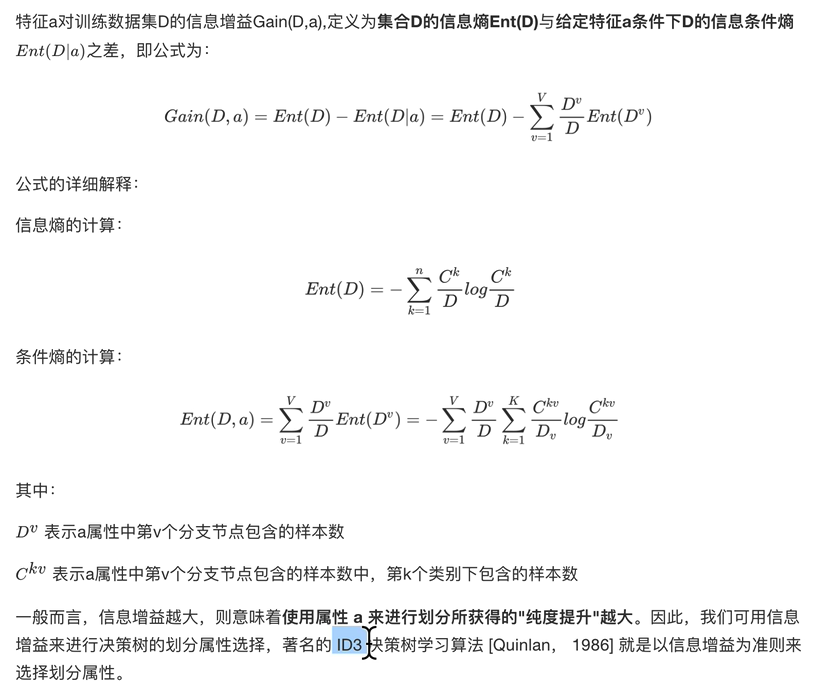 特征a对训练数据集D的信息增益Gain(D,a),定义为集合D的信息熵Ent(D)与给定特征a条件下D的信息条件熵
Ent(D|a)之差，即公式为：
Gain(D, a) = Ent(D) − Ent(D|a) = Ent(D) − \sum_{v=1}^{V} \frac{D^v}{D} Ent(D^v)
公式的详细解释：
信息熵的计算：
Ent(D) = − \sum_{k=1}^{n} \frac{C^k}{D} log \frac{C^k}{D}
条件熵的计算：
Ent(D, a) = \sum_{v=1}^{V} \frac{D^v}{D} Ent(D^v) = − \sum_{v=1}^{V} \frac{D^v}{D} \sum_{k=1}^{K} \frac{C^{kv}}{D_v} log \frac{C^{kv}}{D_v}
其中：
D^v 表示a属性中第v个分支节点包含的样本数
C^{kv} 表示a属性中第v个分支节点包含的样本数中，第k个类别下包含的样本数
一般而言，信息增益越大，则意味着使用属性 a 来进行划分所获得的"纯度提升"越大。因此，我们可用信息
增益来进行决策树的划分属性选择，著名的 ID3 决策树学习算法 [Quinlan， 1986] 就是以信息增益为准则来
选择划分属性。